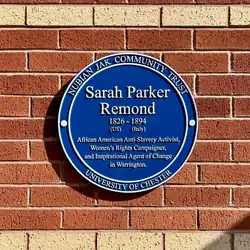 NUBIAN JAK COMMUNITY TRUST
Sarah Parker
Remond
1826 - 1894
(US) (Italy)
African American Anti-Slavery Activist,
Women's Rights Campaigner,
and Inspirational Agent of Change
in Warrington.
UNIVERSITY OF CHESTER